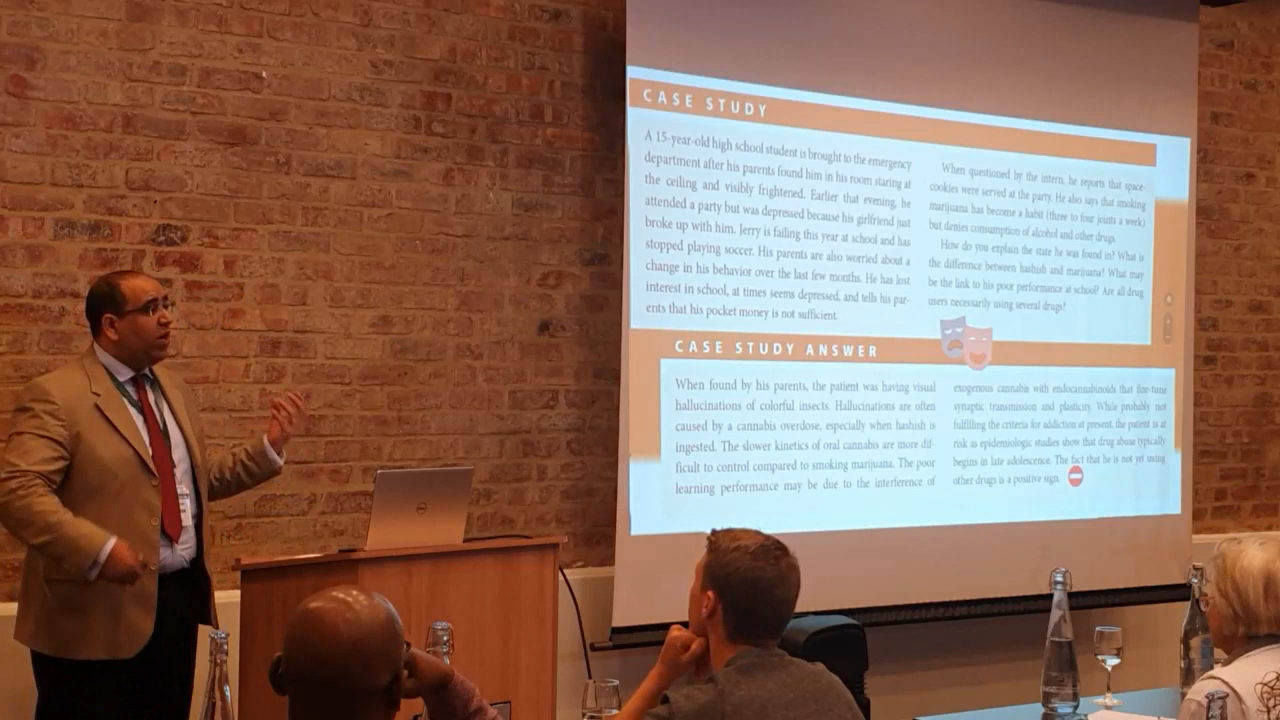 CASE STUDY
A 15-year-old high school student is brought to the emergency
department after his parents found him in his room staring at
the ceiling and visibly frightened. Earlier that evening, he
attended a party but was depressed because his girlfriend just
broke up with him. Jerry is failing this year at school and has
stopped playing soccer. His parents are also worried about a
change in his behavior over the last few months. He has lost
interest in school, at times seems depressed, and tells his par-
ents that his pocket money is not sufficient.
When questioned by the intern, he reports that space-
cookies were served at the party. He also says that smoking
marijuana has become a habit (three to four joints a week)
but denies consumption of alcohol and other drugs.
How do you explain the state he was found in? What is
the difference between hashish and marijuana? What may
be the link to his poor performance at school? Are all drug
users necessarily using several drugs?
CASE STUDY ANSWER
When found by his parents, the patient was having visual
hallucinations of colorful insects. Hallucinations are often
caused by a cannabis overdose, especially when hashish is
ingested. The slower kinetics of oral cannabis are more dif-
ficult to control compared to smoking marijuana. The poor
learning performance may be due to the interference of
exogenous cannabis with endocannabinoids that fine-tune
synaptic transmission and plasticity. While probably not
fulfilling the criteria for addiction at present, the patient is at
risk as epidemiologic studies show that drug abuse typically
begins in late adolescence. The fact that he is not yet using
other drugs is a positive sign.
DELL